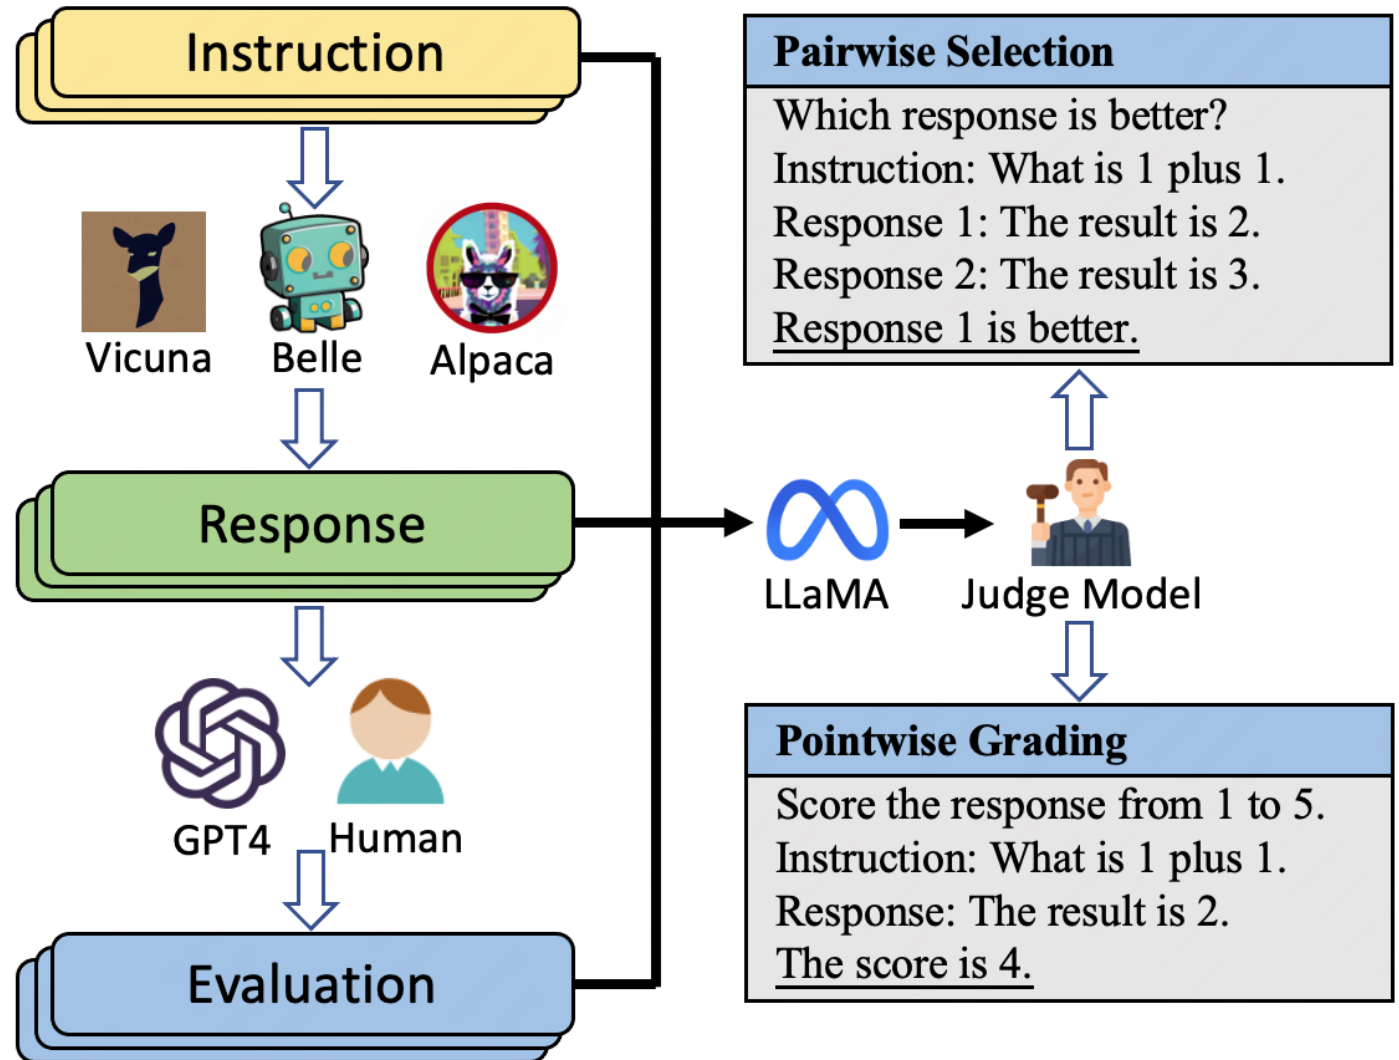 Instruction
Vicuna
Belle
Alpaca
Response
GPT4
Human
Evaluation
LLaMA
Judge Model
Pairwise Selection
Which response is better?
Instruction: What is 1 plus 1.
Response 1: The result is 2.
Response 2: The result is 3.
Response 1 is better.
Pointwise Grading
Score the response from 1 to 5.
Instruction: What is 1 plus 1.
Response: The result is 2.
The score is 4.